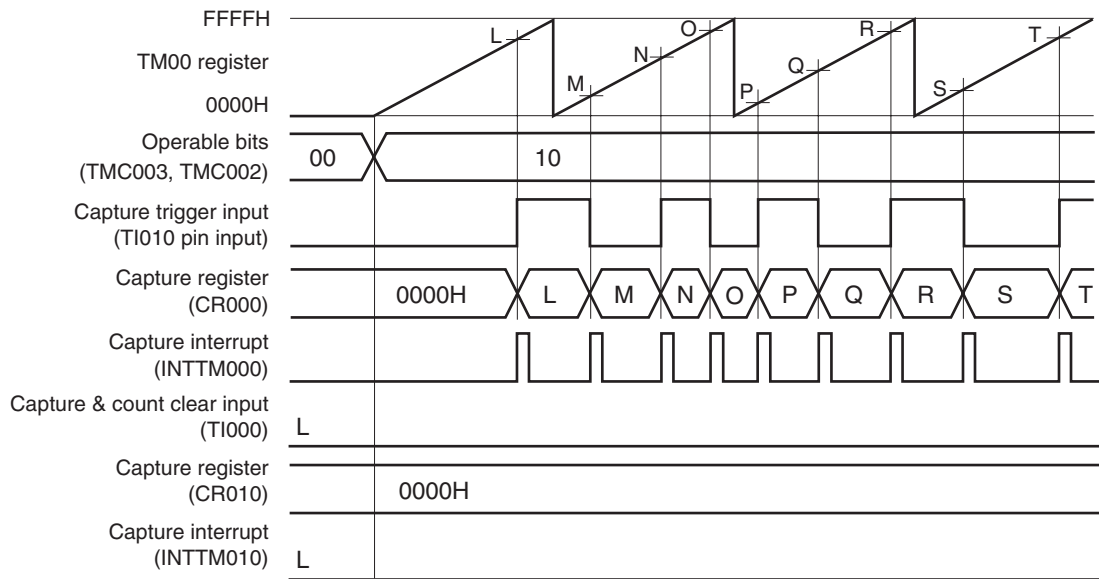 FFFFH
TM00 register
0000H
L
M
N
O
P
Q
R
S
T
Operable bits
(TMC003, TMC002)
00
10
Capture trigger input
(TI010 pin input)
Capture register
(CR000)
0000H
L
M
N
O
P
Q
R
S
T
Capture interrupt
(INTTM000)
Capture & count clear input
(TI000)
L
Capture register
(CR010)
0000H
Capture interrupt
(INTTM010)
L